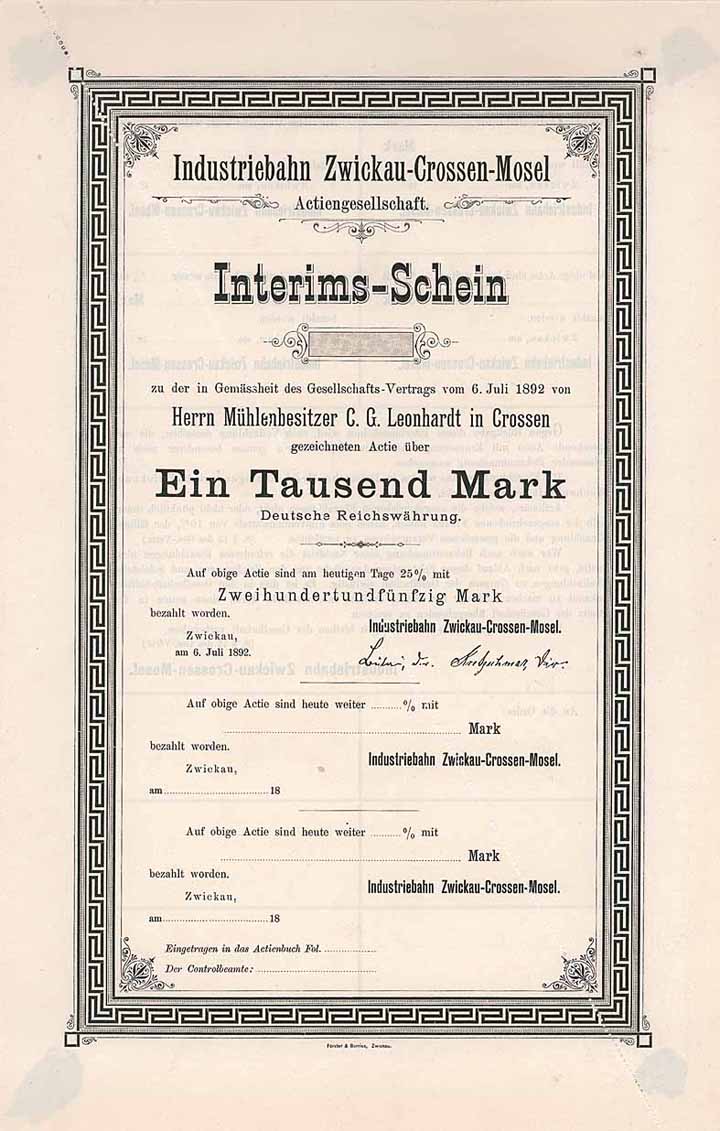 Industriebahn Zwickau-Crossen-Mosel
Actiengesellschaft.
Interims-Schein
zu der in Gemässheit des Gesellschafts-Vertrags vom 6. Juli 1892 von
Herrn Mühlenbesitzer C. G. Leonhardt in Crossen
gezeichneten Actie über
Ein Tausend Mark
Deutsche Reichswährung.
Auf obige Actie sind am heutigen Tage 25% mit
Zweihundertundfünfzig Mark
bezahlt worden.
Industriebahn Zwickau-Crossen-Mosel.
Zwickau,
am 6. Juli 1892.
Auf obige Actie sind heute weiter ..........% mit
Mark
bezahlt worden.
Industriebahn Zwickau-Crossen-Mosel.
Zwickau,
am .............................. 18
Auf obige Actie sind heute weiter ..........% mit
Mark
bezahlt worden.
Industriebahn Zwickau-Crossen-Mosel.
Zwickau,
am .............................. 18
Eingetragen in das Actienbuch Fol. ...............
Der Controlbeamte: ..............................
Förster & Borries, Zwickau.